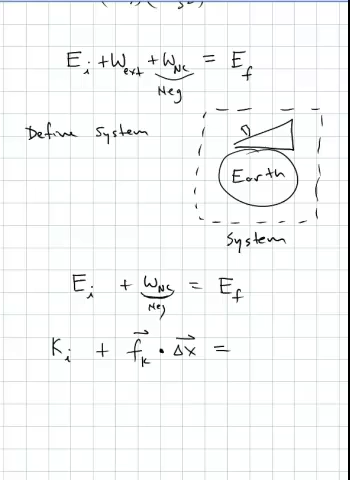 E_i + W_ext + W_NC = E_f
Neg
Define System
Earth
System
E_i + W_NC = E_f
Neg
K_i + f_k · Δx =